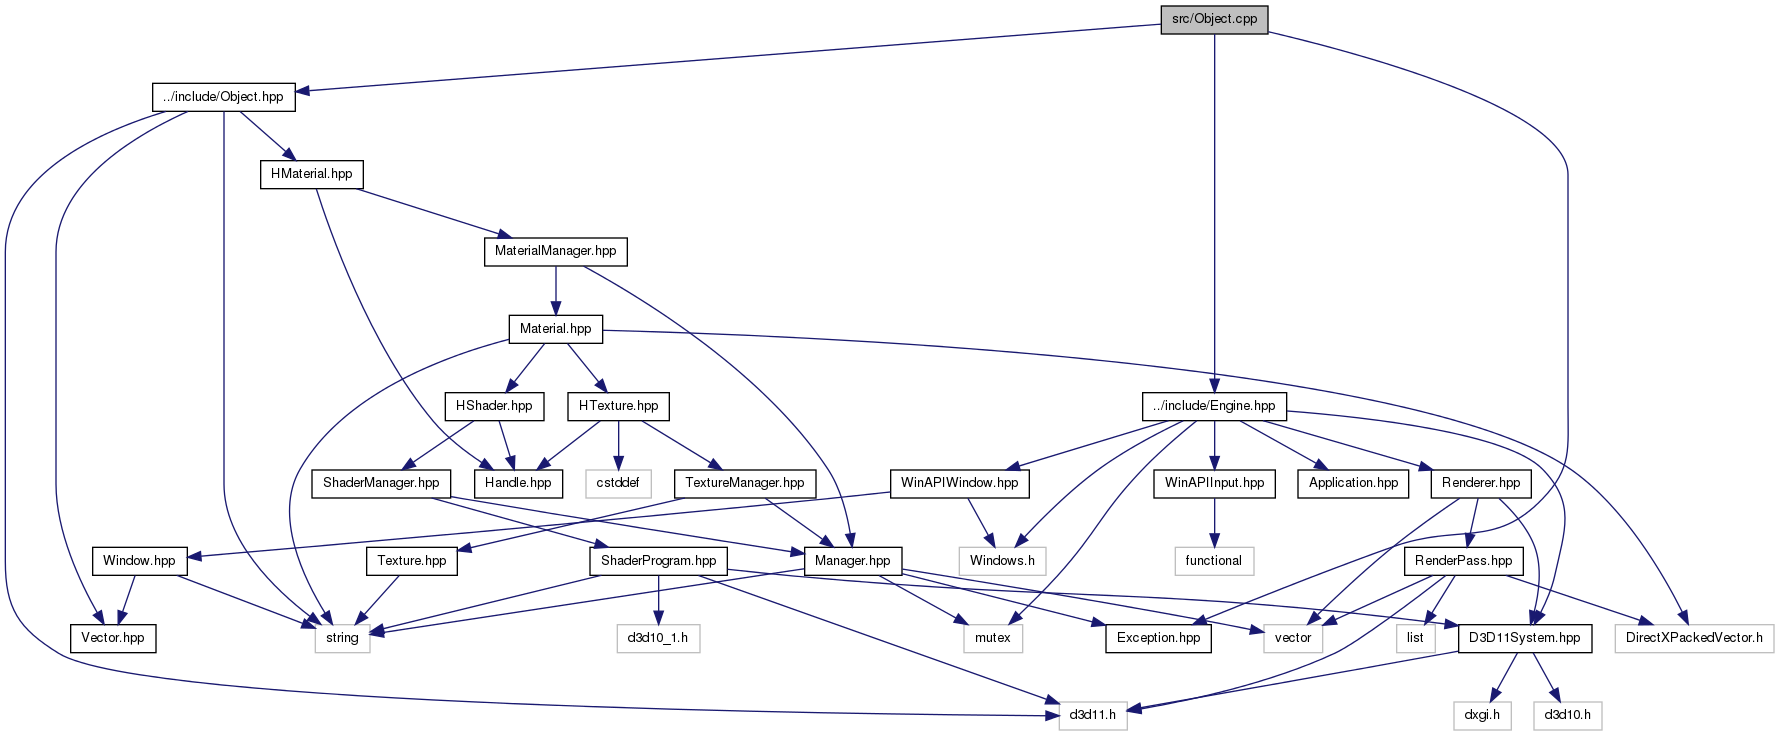 src/Object.cpp
../include/Object.hpp
HMaterial.hpp
MaterialManager.hpp
Material.hpp
HShader.hpp
HTexture.hpp
../include/Engine.hpp
ShaderManager.hpp
Handle.hpp
cstddef
TextureManager.hpp
WinAPIWindow.hpp
WinAPIInput.hpp
Application.hpp
Renderer.hpp
Window.hpp
Texture.hpp
ShaderProgram.hpp
Manager.hpp
Windows.h
functional
RenderPass.hpp
Vector.hpp
string
d3d10_1.h
mutex
Exception.hpp
vector
list
D3D11System.hpp
DirectXPackedVector.h
d3d11.h
dxgi.h
d3d10.h